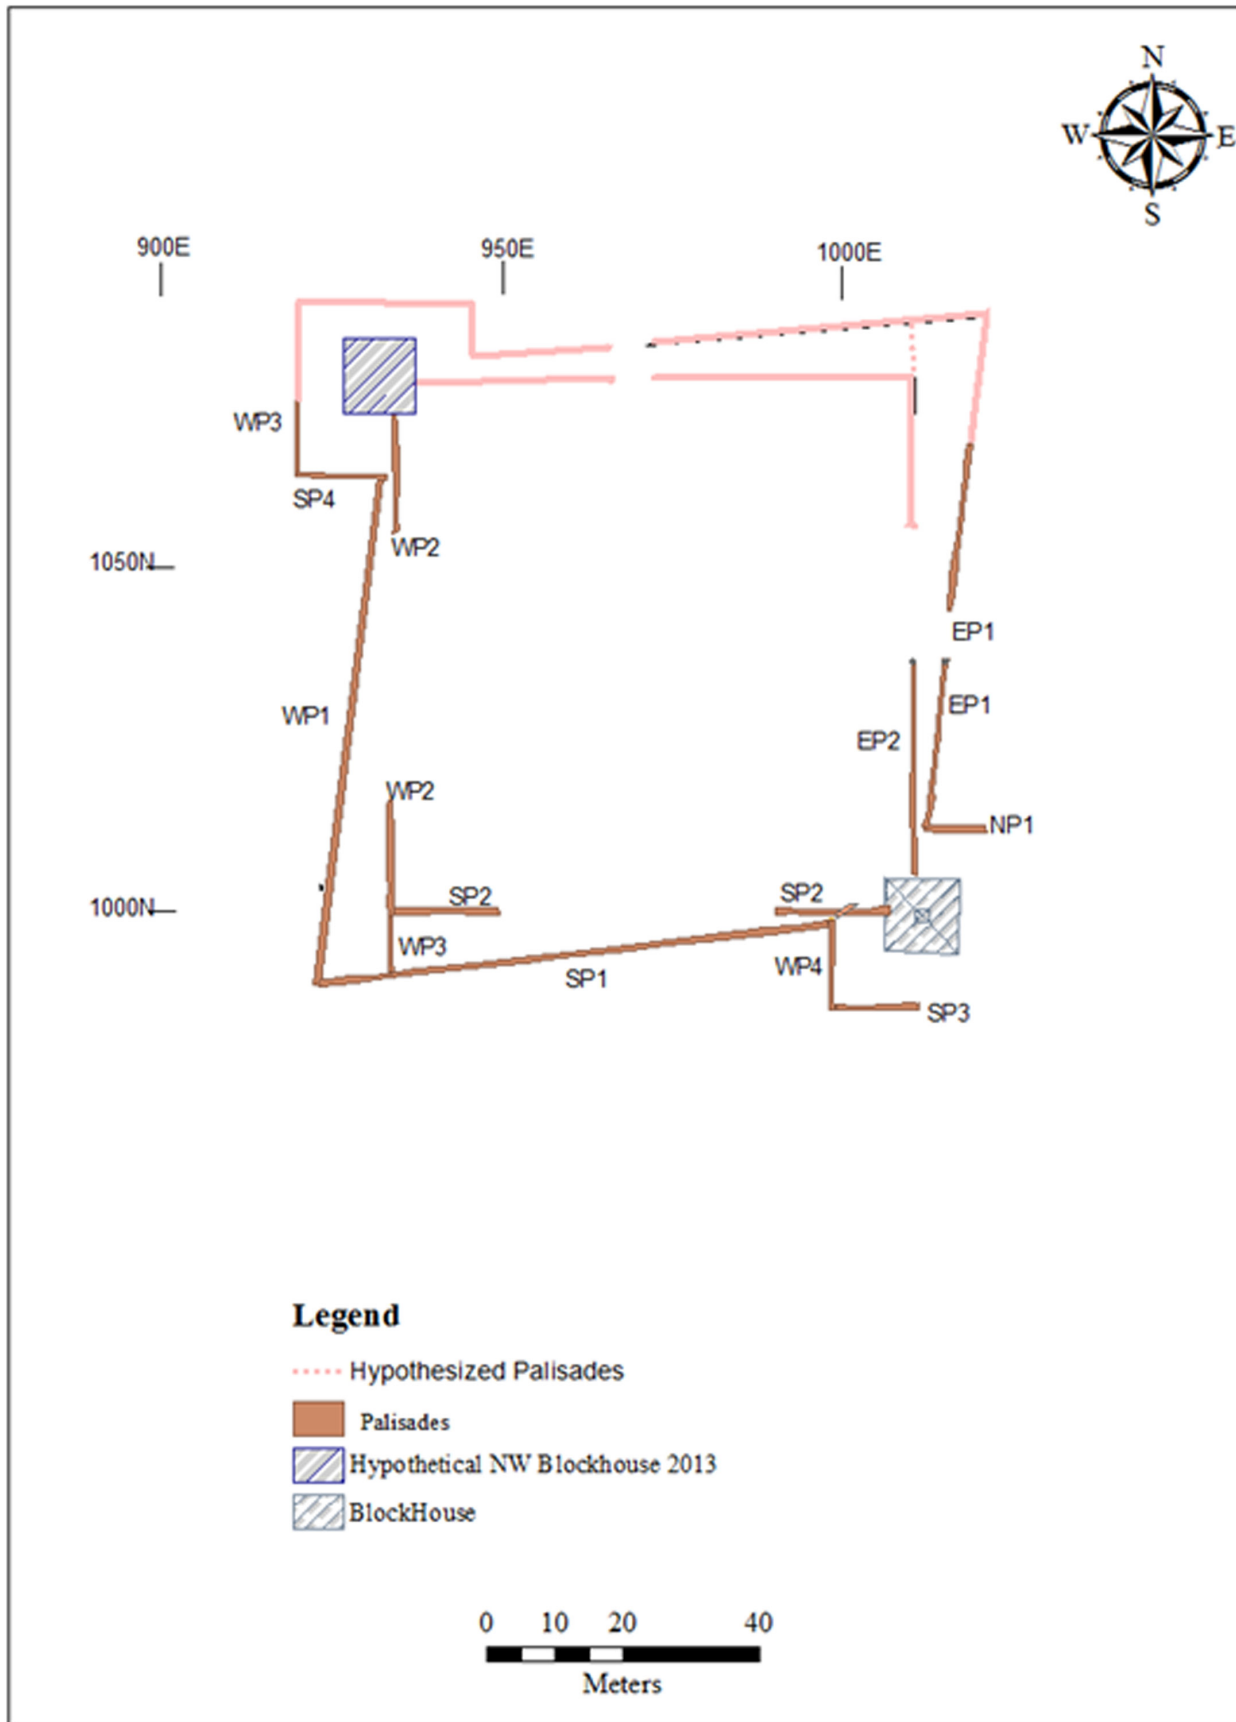 N
W E
S
900E 950E 1000E
WP3
SP4
WP2
1050N
EP1
EP1
WP1
EP2
WP2
NP1
SP2 SP2
1000N
WP3
WP4
SP1
SP3
Legend
Hypothesized Palisades
Palisades
Hypothetical NW Blockhouse 2013
BlockHouse
0 10 20 40
Meters